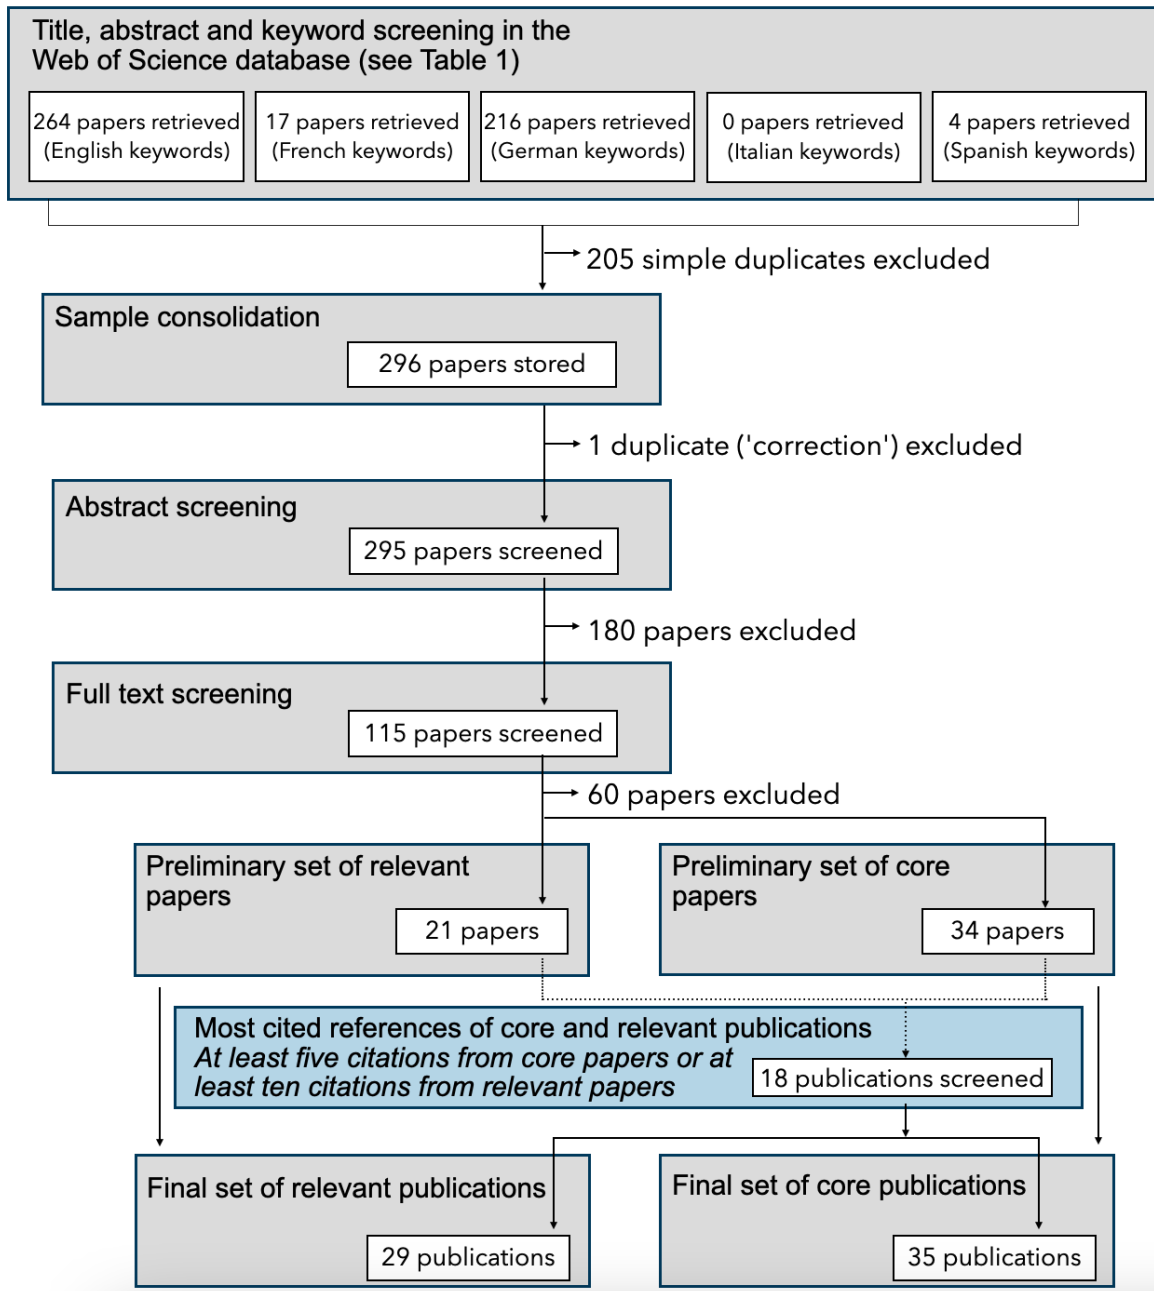 Title, abstract and keyword screening in the
Web of Science database (see Table 1)
264 papers retrieved
(English keywords)
17 papers retrieved
(French keywords)
216 papers retrieved
(German keywords)
0 papers retrieved
(Italian keywords)
4 papers retrieved
(Spanish keywords)
205 simple duplicates excluded
Sample consolidation
296 papers stored
1 duplicate ('correction') excluded
Abstract screening
295 papers screened
180 papers excluded
Full text screening
115 papers screened
60 papers excluded
Preliminary set of relevant
papers
21 papers
Preliminary set of core
papers
34 papers
Most cited references of core and relevant publications
At least five citations from core papers or at
least ten citations from relevant papers
18 publications screened
Final set of relevant publications
29 publications
Final set of core publications
35 publications